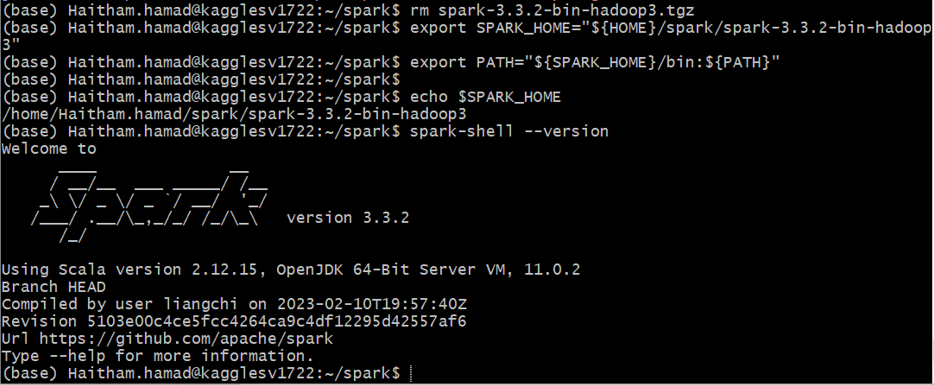 (base) Haitham.hamad@kagglesv1722:~/spark$ rm spark-3.3.2-bin-hadoop3.tgz
(base) Haitham.hamad@kagglesv1722:~/spark$ export SPARK_HOME="${HOME}/spark/spark-3.3.2-bin-hadoop
3"
(base) Haitham.hamad@kagglesv1722:~/spark$ export PATH="${SPARK_HOME}/bin:${PATH}"
(base) Haitham.hamad@kagglesv1722:~/spark$
(base) Haitham.hamad@kagglesv1722:~/spark$ echo $SPARK_HOME
/home/Haitham.hamad/spark/spark-3.3.2-bin-hadoop3
(base) Haitham.hamad@kagglesv1722:~/spark$ spark-shell --version
Welcome to
      ____              __
     / __/__  ___ _____/ /__
    _\ \/ _ \/ _ `/ __/  '_/
   /___/ .__/\_,_/_/ /_/\_\   version 3.3.2
      /_/
Using Scala version 2.12.15, OpenJDK 64-Bit Server VM, 11.0.2
Branch HEAD
Compiled by user liangchi on 2023-02-10T19:57:40Z
Revision 5103e00c4ce5fcc4264ca9c4df12295d42557af6
Url https://github.com/apache/spark
Type --help for more information.
(base) Haitham.hamad@kagglesv1722:~/spark$